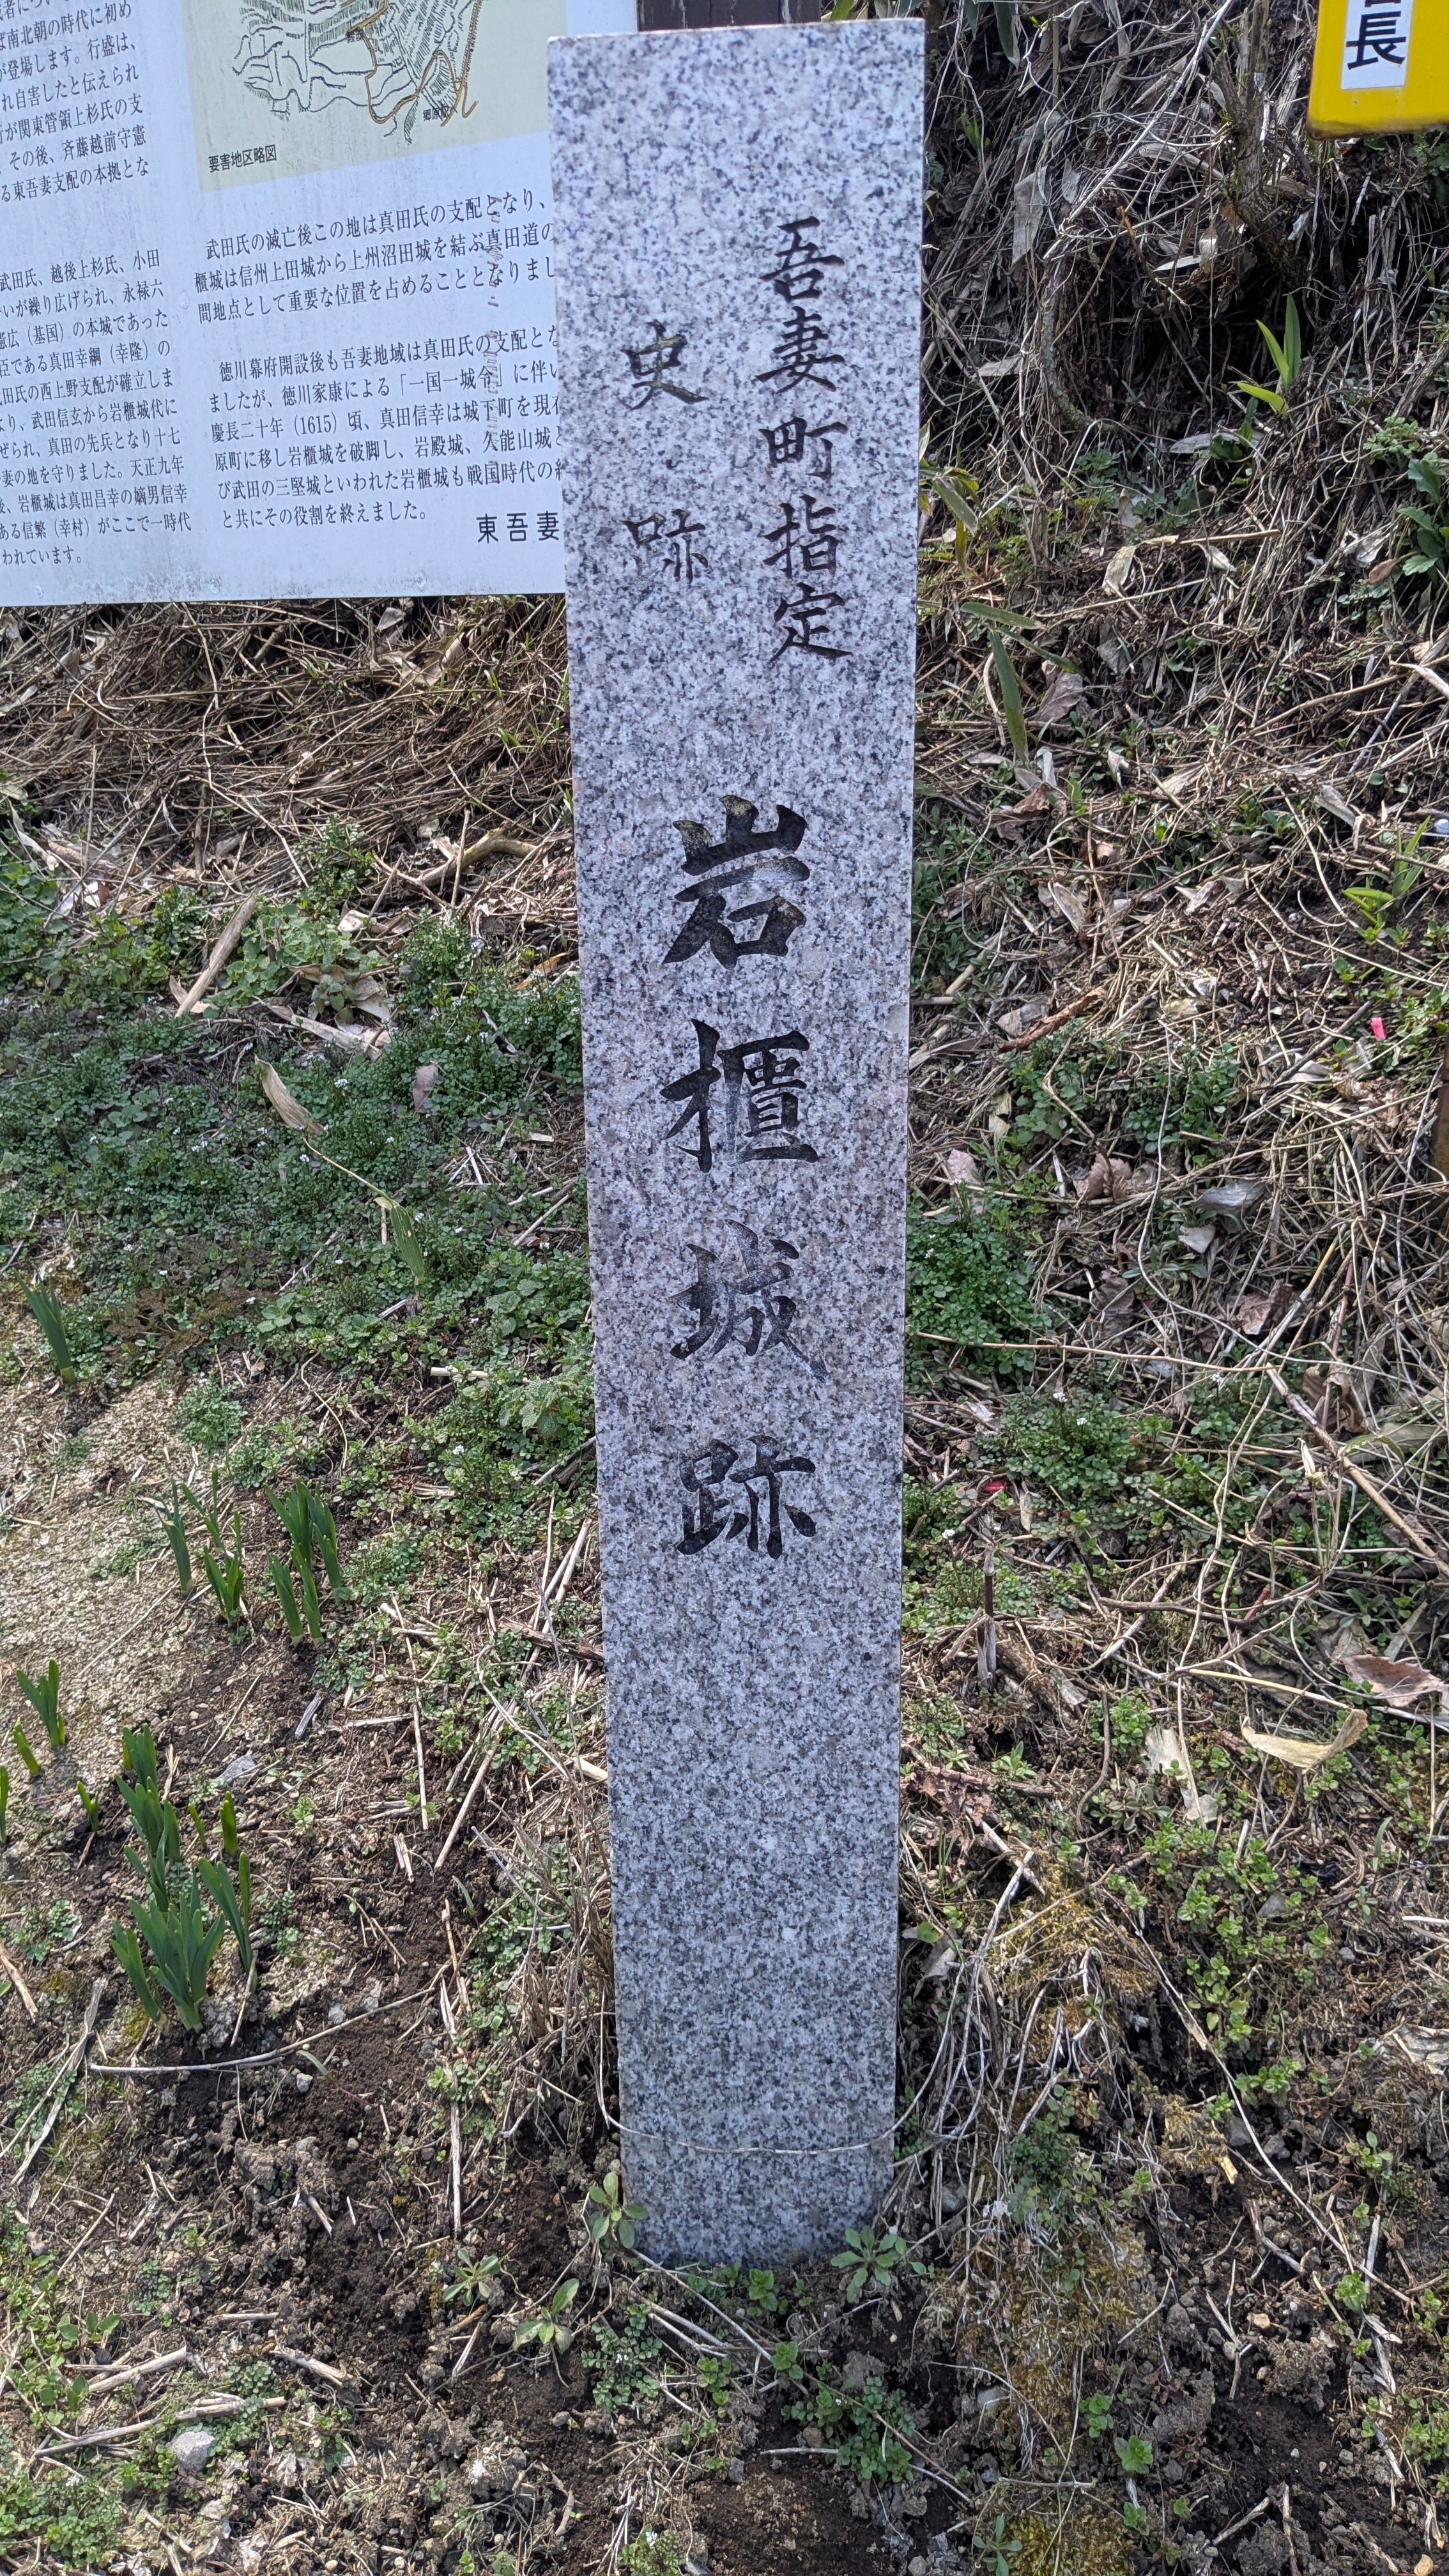 吾妻町指定
史跡
岩櫃城跡
ば南北朝の時代に初め
が登場します。行盛は、
れ自害したと伝えられ
行が関東管領上杉氏の支
。その後、斉藤越前守憲
る東吾妻支配の本拠とな
武田氏、越後上杉氏、小田
いが繰り広げられ、永禄六
憲広（基国）の本城であった
臣である真田幸綱（幸隆）の
田氏の西上野支配が確立しま
より、武田信玄から岩櫃城代に
ぜられ、真田の先兵となり十七
妻の地を守りました。天正九年
後、岩櫃城は真田昌幸の嫡男信幸
ある信繁（幸村）がここで一時代
われています。
郷原
要害地区略図
武田氏の滅亡後この地は真田氏の支配となり、
櫃城は信州上田城から上州沼田城を結ぶ真田道の
間地点として重要な位置を占めることとなりまし
徳川幕府開設後も吾妻地域は真田氏の支配とな
ましたが、徳川家康による「一国一城令」に伴い
慶長二十年（1615）頃、真田信幸は城下町を現在
原町に移し岩櫃城を破脚し、岩殿城、久能山城と
び武田の三堅城といわれた岩櫃城も戦国時代の終
と共にその役割を終えました。
東吾妻
長